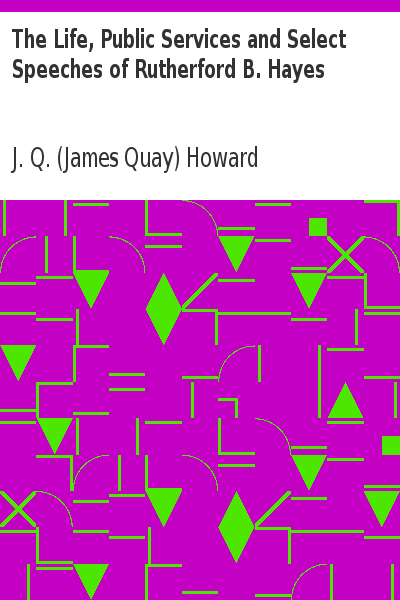 The Life, Public Services and Select
Speeches of Rutherford B. Hayes
J. Q. (James Quay) Howard